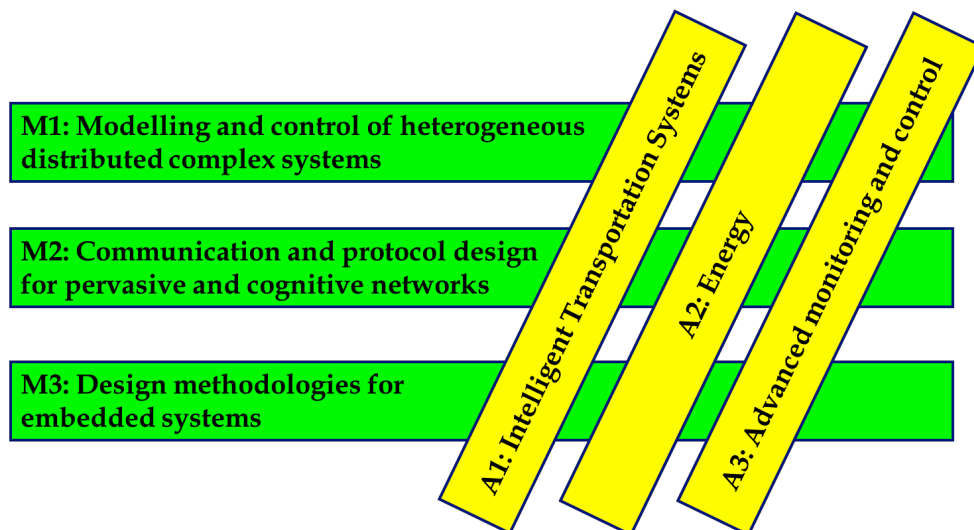 M1: Modelling and control of heterogeneous
distributed complex systems
M2: Communication and protocol design
for pervasive and cognitive networks
M3: Design methodologies for
embedded systems
A1: Intelligent Transportation Systems
A2: Energy
A3: Advanced monitoring and control